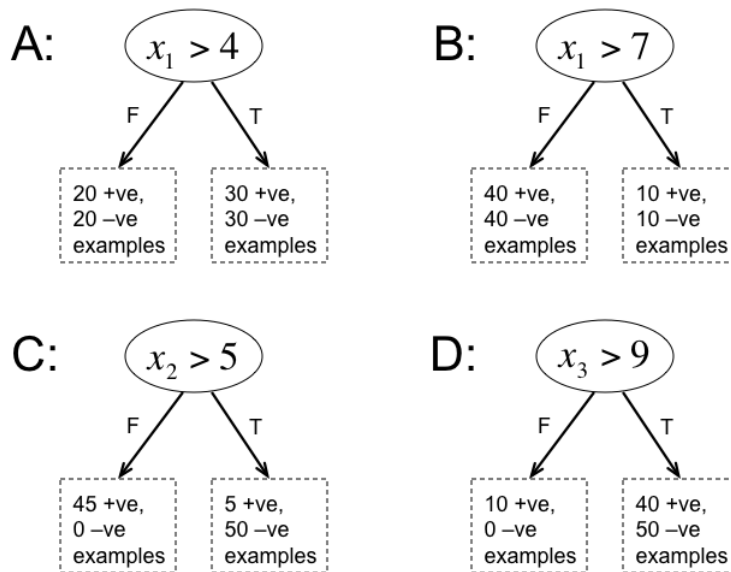 A:
x₁ > 4
F
T
20 +ve,
20 –ve
examples
30 +ve,
30 –ve
examples
B:
x₁ > 7
F
T
40 +ve,
40 –ve
examples
10 +ve,
10 –ve
examples
C:
x₂ > 5
F
T
45 +ve,
0 –ve
examples
5 +ve,
50 –ve
examples
D:
x₃ > 9
F
T
10 +ve,
0 –ve
examples
40 +ve,
50 –ve
examples